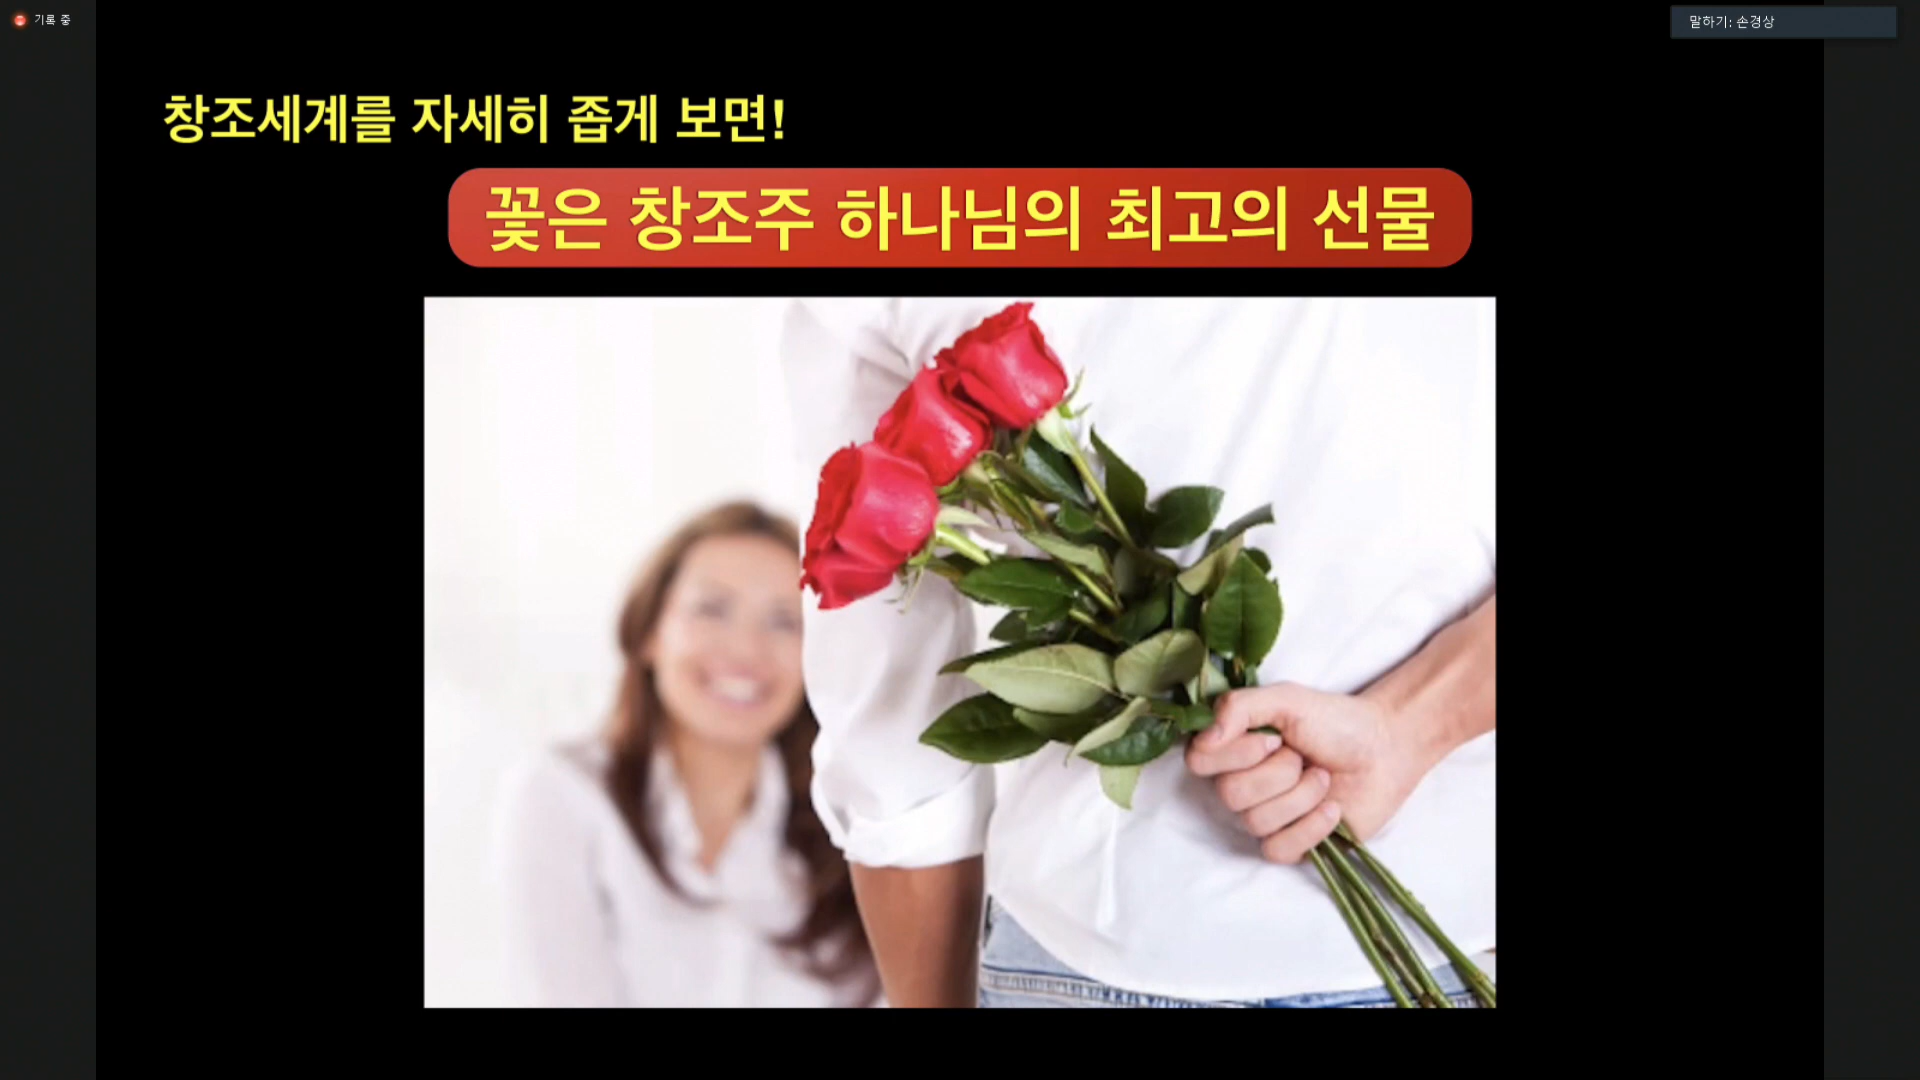 기록 중
말하기: 손경상
창조세계를 자세히 좁게 보면!
꽃은 창조주 하나님의 최고의 선물